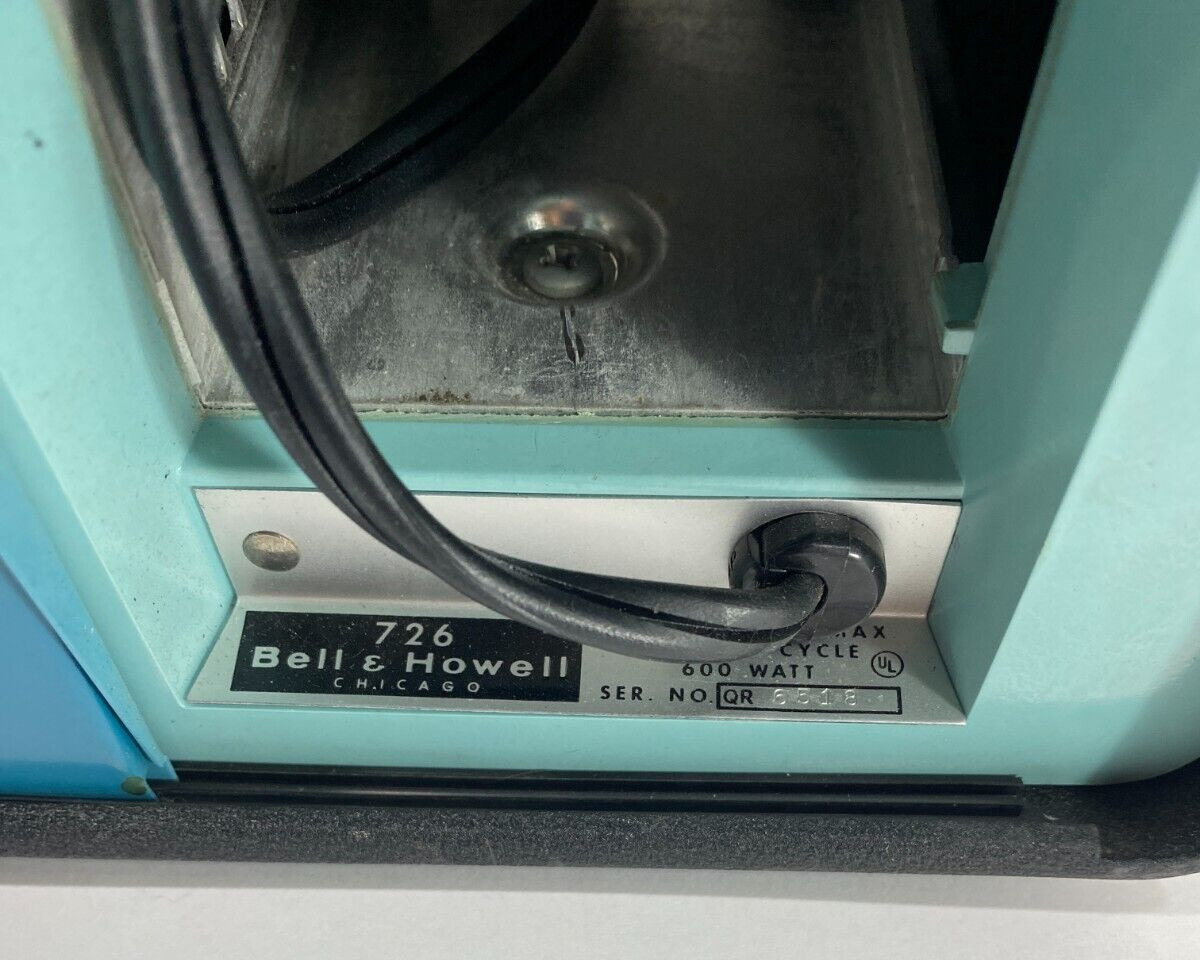 726
Bell & Howell
CHICAGO
MAX
CYCLE
600 WATT
UL
SER. NO. QR 6518